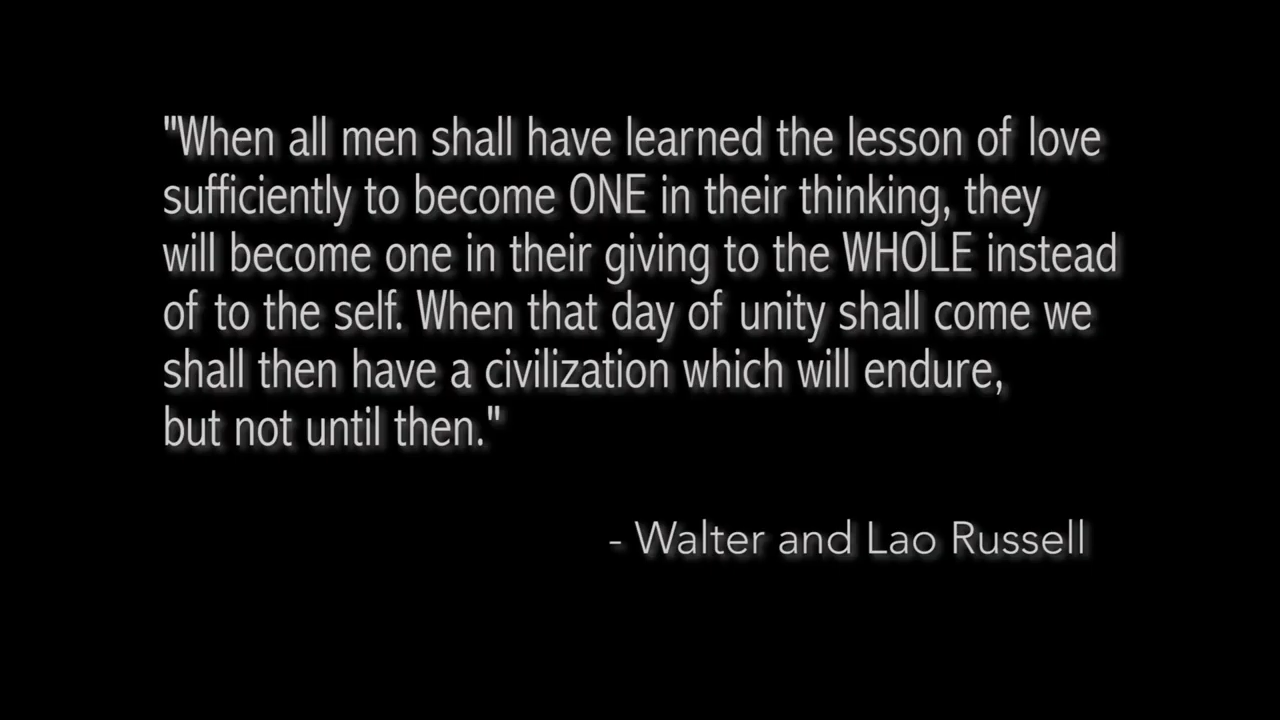 "When all men shall have learned the lesson of love
sufficiently to become ONE in their thinking, they
will become one in their giving to the WHOLE instead
of to the self. When that day of unity shall come we
shall then have a civilization which will endure,
but not until then."
- Walter and Lao Russell